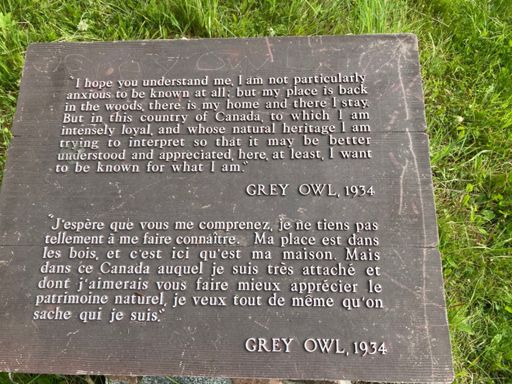 "I hope you understand me, I am not particularly
anxious to be known at all; but my place is back
in the woods, there is my home and there I stay.
But in this country of Canada, to which I am
intensely loyal, and whose natural heritage I am
trying to interpret so that it may be better
understood and appreciated, here, at least, I want
to be known for what I am."
GREY OWL, 1934
"J'espère que vous me comprenez, je ne tiens pas
tellement à me faire connaître. Ma place est dans
les bois, et c'est ici qu'est ma maison. Mais
dans ce Canada auquel je suis très attaché et
dont j'aimerais vous faire mieux apprécier le
patrimoine naturel, je veux tout de même qu'on
sache qui je suis."
GREY OWL, 1934